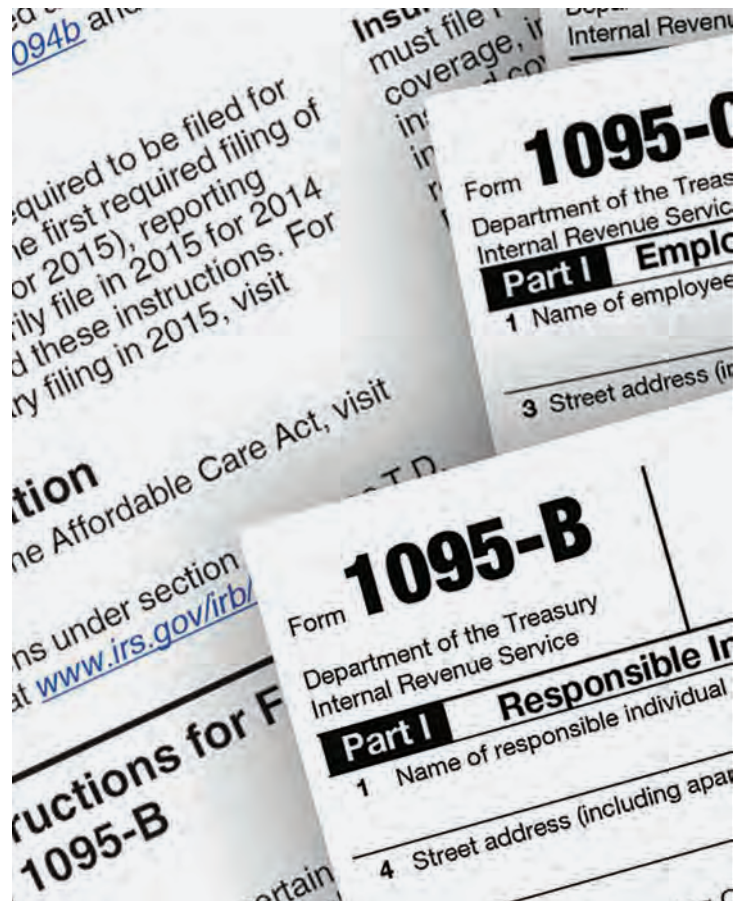 094b and
equired to be filed for
he first required filing of
or 2015), reporting
rily file in 2015 for 2014
d these instructions. For
ry filing in 2015, visit
tion
he Affordable Care Act, visit
T.D.
ns under section
at www.irs.gov/irb/
ructions for F
1095-B
ertain
Insu
must file
coverage, i
Internal Revenu
Form 1095-C
Department of the Treas
Internal Revenue Servic
Part I Emplo
1 Name of employee
3 Street address (i
Form 1095-B
Department of the Treasury
Internal Revenue Service
Part I Responsible In
1 Name of responsible individual
4 Street address (including apar